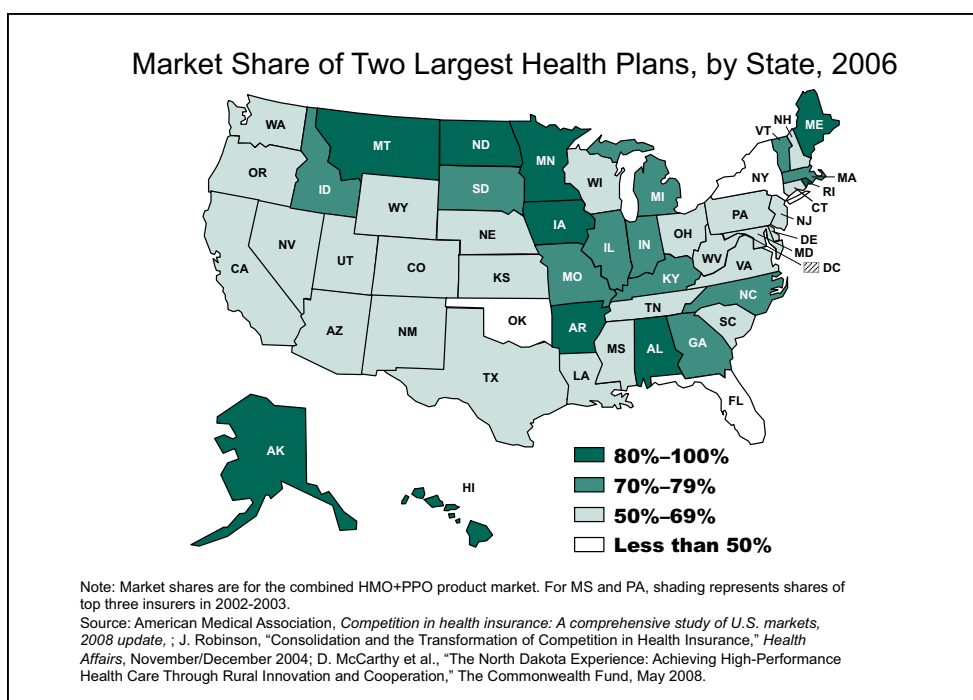 Market Share of Two Largest Health Plans, by State, 2006
WA
MT
ND
MN
ME
NH
VT
OR
ID
SD
WI
MI
NY
MA
RI
CT
WY
NE
IA
IL
IN
OH
PA
NJ
DE
MD
DC
NV
UT
CO
KS
MO
KY
WV
VA
CA
AZ
NM
OK
AR
TN
NC
SC
TX
LA
MS
AL
GA
FL
AK
HI
80%–100%
70%–79%
50%–69%
Less than 50%
Note: Market shares are for the combined HMO+PPO product market. For MS and PA, shading represents shares of
top three insurers in 2002-2003.
Source: American Medical Association, Competition in health insurance: A comprehensive study of U.S. markets,
2008 update, ; J. Robinson, “Consolidation and the Transformation of Competition in Health Insurance,” Health
Affairs, November/December 2004; D. McCarthy et al., “The North Dakota Experience: Achieving High-Performance
Health Care Through Rural Innovation and Cooperation,” The Commonwealth Fund, May 2008.